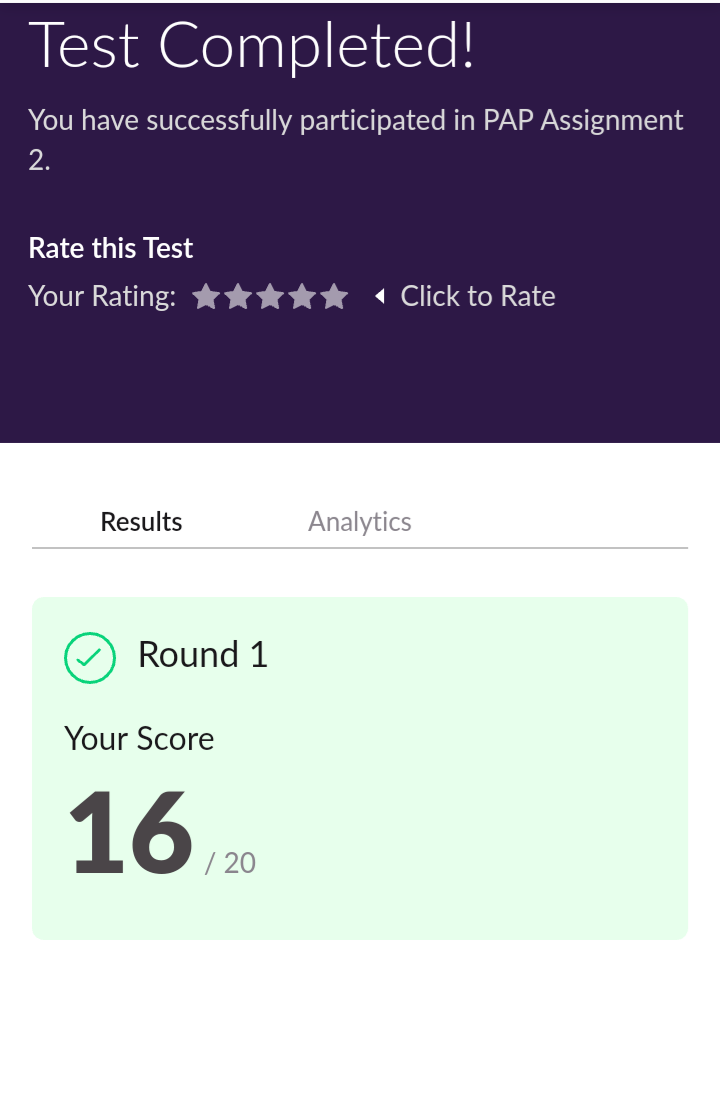 Test Completed!
You have successfully participated in PAP Assignment
2.
Rate this Test
Your Rating: Click to Rate
Results Analytics
Round 1
Your Score
16 / 20